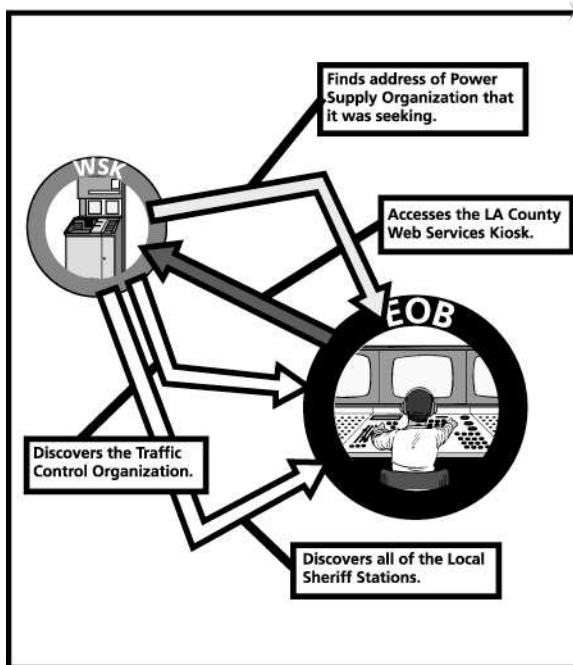 Finds address of Power
Supply Organization that
it was seeking.
WSK
Accesses the LA County
Web Services Kiosk.
EOB
Discovers the Traffic
Control Organization.
Discovers all of the Local
Sheriff Stations.